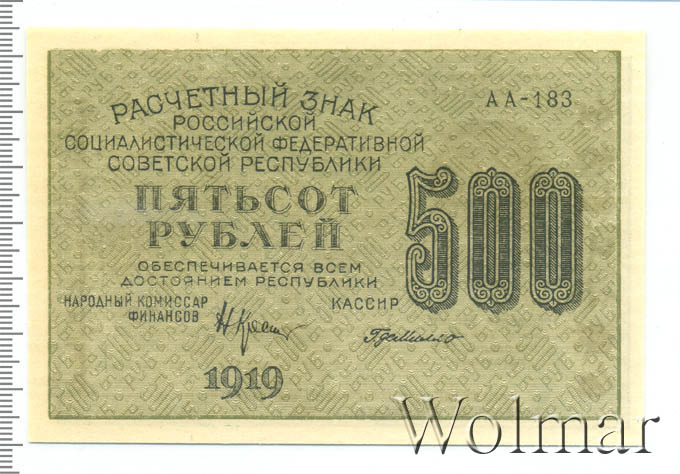 РАСЧЕТНЫЙ ЗНАК
РОССИЙСКОЙ
СОЦИАЛИСТИЧЕСКОЙ ФЕДЕРАТИВНОЙ
СОВЕТСКОЙ РЕСПУБЛИКИ
АА-183
ПЯТЬСОТ
РУБЛЕЙ
500
ОБЕСПЕЧИВАЕТСЯ ВСЕМ
ДОСТОЯНИЕМ РЕСПУБЛИКИ
НАРОДНЫЙ КОМИССАР
ФИНАНСОВ
КАССИР
1919
Wolmar